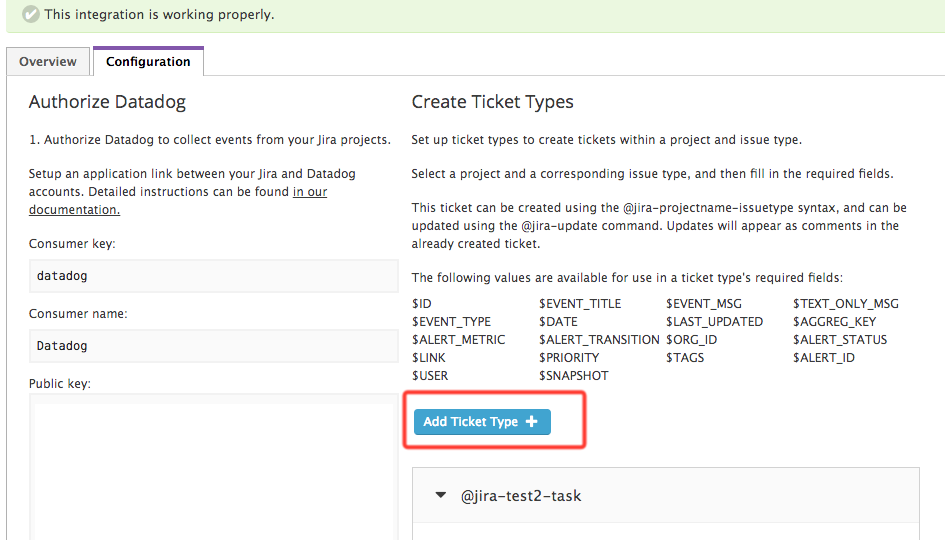 This integration is working properly.
Overview
Configuration
Authorize Datadog
1. Authorize Datadog to collect events from your Jira projects.
Setup an application link between your Jira and Datadog
accounts. Detailed instructions can be found in our
documentation.
Consumer key:
datadog
Consumer name:
Datadog
Public key:
Create Ticket Types
Set up ticket types to create tickets within a project and issue type.
Select a project and a corresponding issue type, and then fill in the required fields.
This ticket can be created using the @jira-projectname-issuetype syntax, and can be
updated using the @jira-update command. Updates will appear as comments in the
already created ticket.
The following values are available for use in a ticket type's required fields:
$ID $EVENT_TITLE $EVENT_MSG $TEXT_ONLY_MSG
$EVENT_TYPE $DATE $LAST_UPDATED $AGGREG_KEY
$ALERT_METRIC $ALERT_TRANSITION $ORG_ID $ALERT_STATUS
$LINK $PRIORITY $TAGS $ALERT_ID
$USER $SNAPSHOT
Add Ticket Type
@jira-test2-task